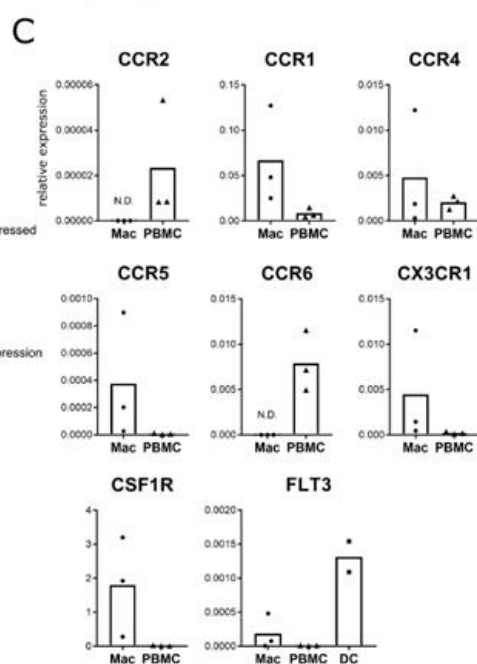 C
CCR2
CCR1
CCR4
relative expression
0.00006
0.00004
0.00002
0.00000
N.D.
Mac PBMC
0.15
0.10
0.05
0.00
Mac PBMC
0.015
0.010
0.005
0.000
Mac PBMC
ressed
CCR5
CCR6
CX3CR1
0.0010
0.0008
0.0006
0.0004
0.0002
0.0000
Mac PBMC
0.015
0.010
0.005
0.000
N.D.
Mac PBMC
0.015
0.010
0.005
0.000
Mac PBMC
pression
CSF1R
FLT3
4
3
2
1
0
Mac PBMC
0.0020
0.0015
0.0010
0.0005
0.0000
Mac PBMC DC